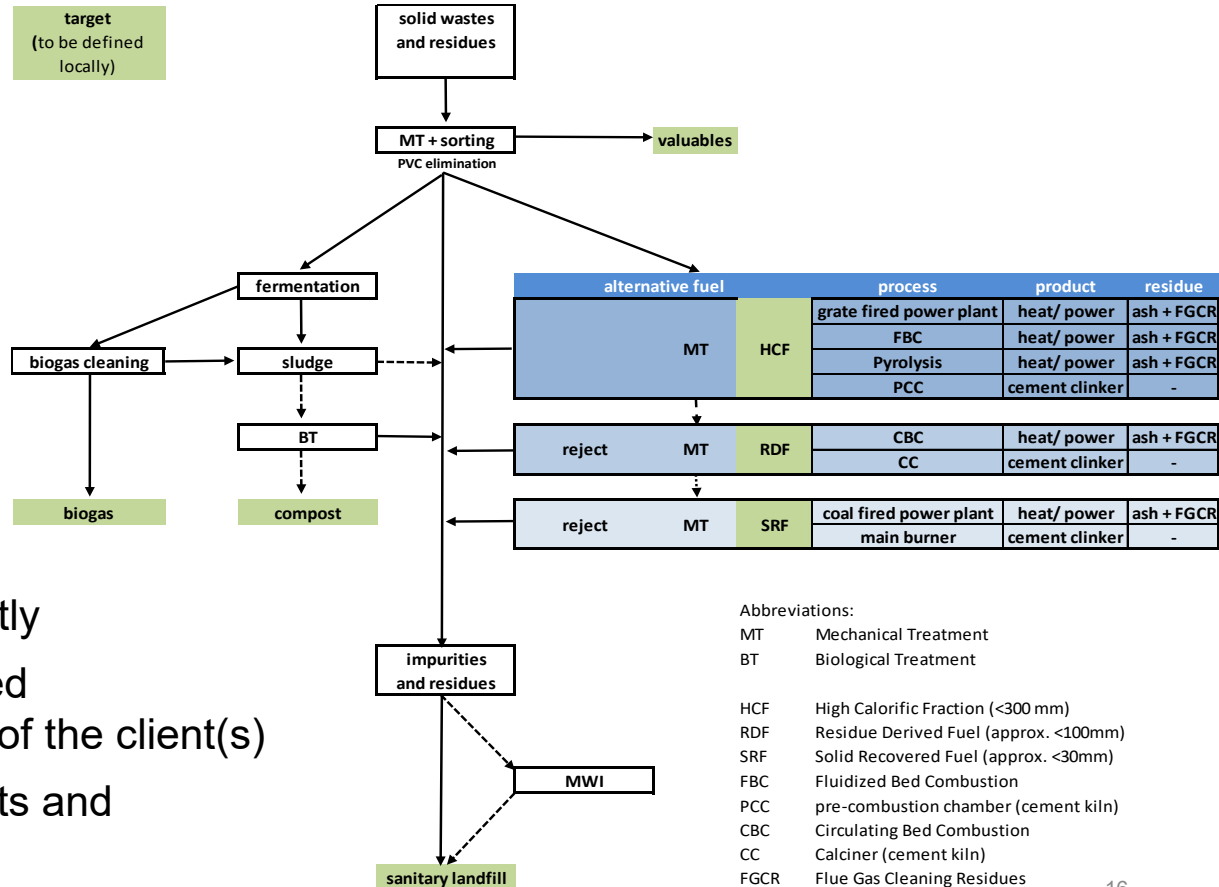 target
(to be defined
locally)
solid wastes
and residues
MT + sorting
PVC elimination
valuables
fermentation
biogas cleaning
sludge
BT
biogas
compost
alternative fuel process product residue
MT HCF
grate fired power plant heat/ power ash + FGCR
FBC heat/ power ash + FGCR
Pyrolysis heat/ power ash + FGCR
PCC cement clinker -
reject MT RDF
CBC heat/ power ash + FGCR
CC cement clinker -
reject MT SRF
coal fired power plant heat/ power ash + FGCR
main burner cement clinker -
tly
ed
of the client(s)
ts and
impurities
and residues
MWI
sanitary landfill
Abbreviations:
MT Mechanical Treatment
BT Biological Treatment
HCF High Calorific Fraction (<300 mm)
RDF Residue Derived Fuel (approx. <100mm)
SRF Solid Recovered Fuel (approx. <30mm)
FBC Fluidized Bed Combustion
PCC pre-combustion chamber (cement kiln)
CBC Circulating Bed Combustion
CC Calciner (cement kiln)
FGCR Flue Gas Cleaning Residues